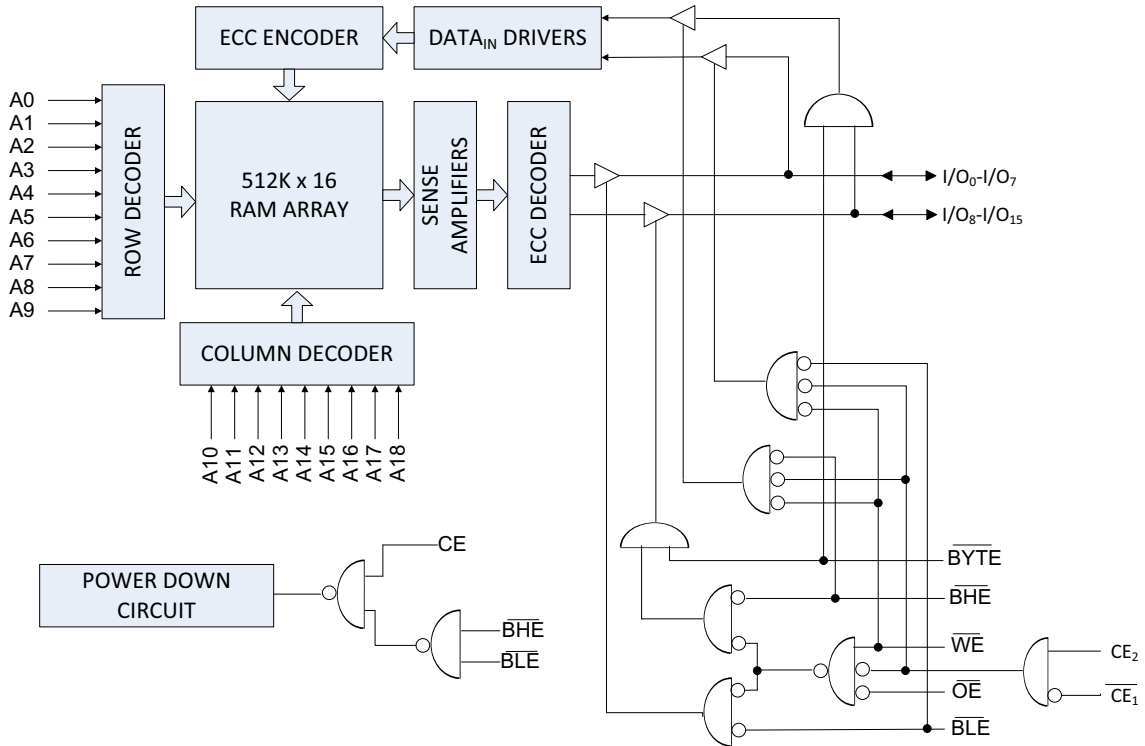 ECC ENCODER
DATAIN DRIVERS
A0
A1
A2
A3
A4
A5
A6
A7
A8
A9
ROW DECODER
512K x 16
RAM ARRAY
SENSE
AMPLIFIERS
ECC DECODER
I/O0-I/O7
I/O8-I/O15
COLUMN DECODER
A10
A11
A12
A13
A14
A15
A16
A17
A18
CE
POWER DOWN
CIRCUIT
BHE
BLE
BYTE
BHE
WE
OE
BLE
CE2
CE1